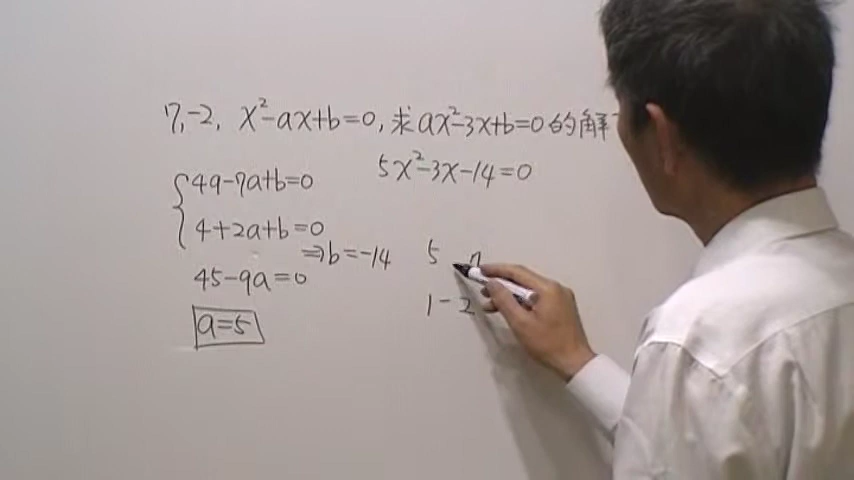 7,-2, x²-ax+b=0,求ax²-3x+b=0的解
5x²-3x-14=0
49-7a+b=0
4+2a+b=0
⇒b=-14
45-9a=0
a=5
5 7
1-2